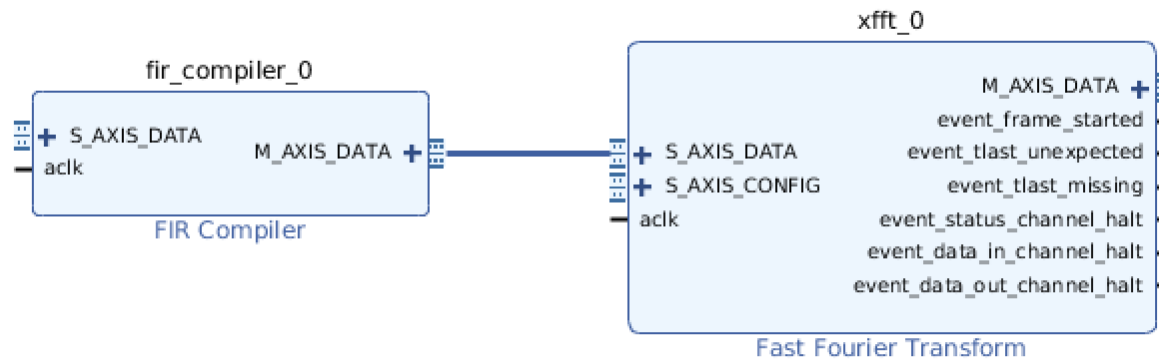 fir_compiler_0
S_AXIS_DATA
aclk
M_AXIS_DATA
FIR Compiler
xfft_0
S_AXIS_DATA
S_AXIS_CONFIG
aclk
M_AXIS_DATA
event_frame_started
event_tlast_unexpected
event_tlast_missing
event_status_channel_halt
event_data_in_channel_halt
event_data_out_channel_halt
Fast Fourier Transform